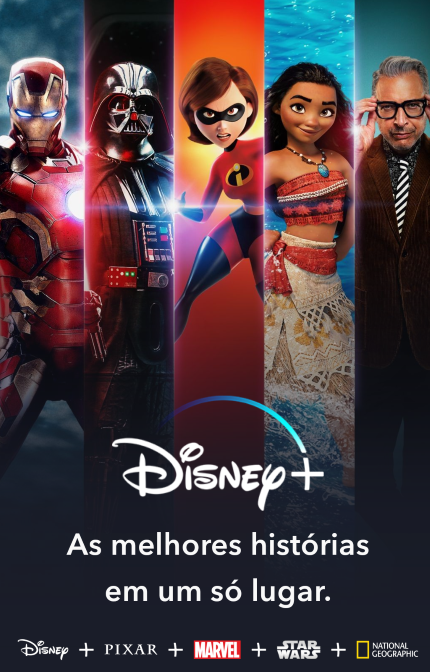 Disney+
As melhores histórias
em um só lugar.
Disney + PIXAR + MARVEL + STAR WARS + NATIONAL GEOGRAPHIC